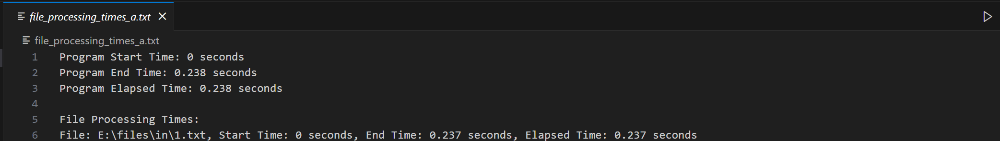 file_processing_times_a.txt
file_processing_times_a.txt
1 Program Start Time: 0 seconds
2 Program End Time: 0.238 seconds
3 Program Elapsed Time: 0.238 seconds
4
5 File Processing Times:
6 File: E:\files\in\1.txt, Start Time: 0 seconds, End Time: 0.237 seconds, Elapsed Time: 0.237 seconds